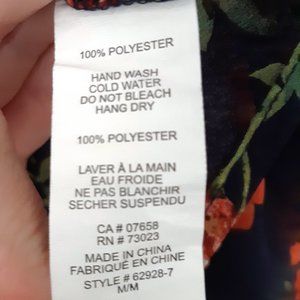 100% POLYESTER
HAND WASH
COLD WATER
DO NOT BLEACH
HANG DRY
100% POLYESTER
LAVER À LA MAIN
EAU FROIDE
NE PAS BLANCHIR
SECHER SUSPENDU
CA # 07658
RN # 73023
MADE IN CHINA
FABRIQUÉ EN CHINE
STYLE # 62928-7
M/M